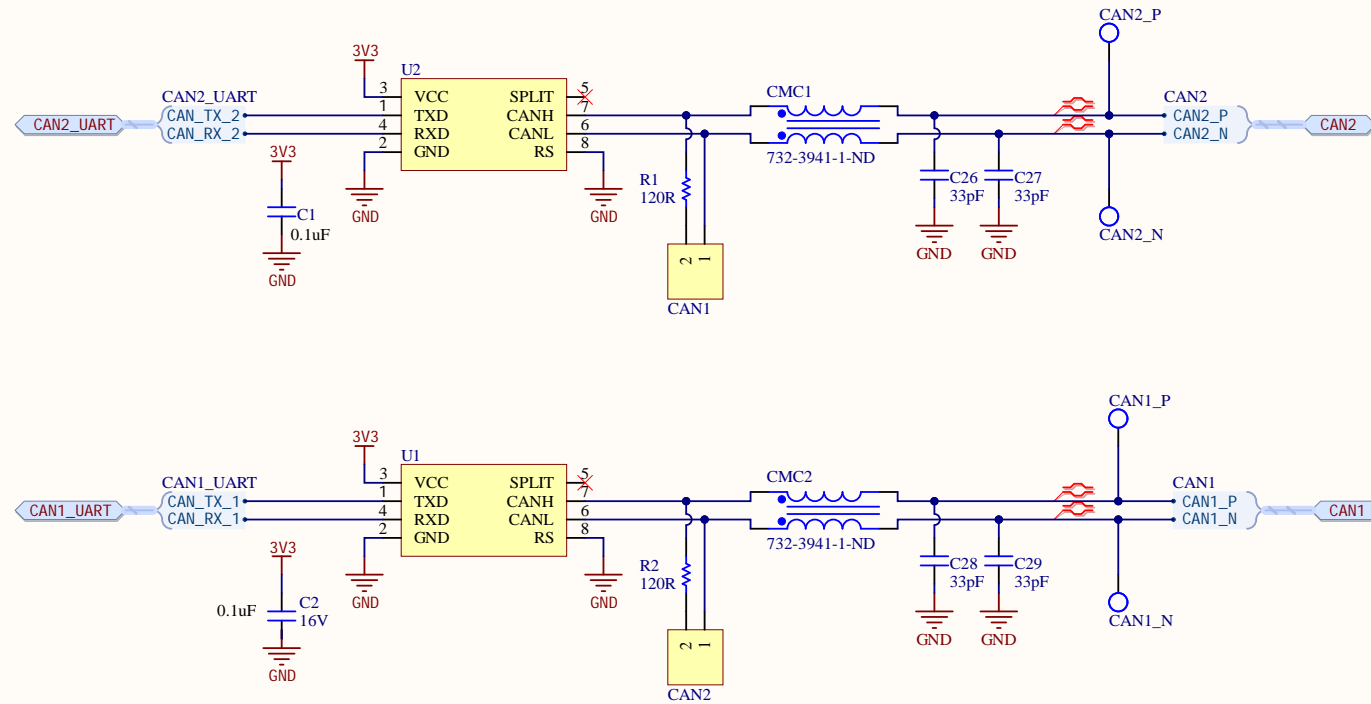 CAN2_P
3V3
U2
CAN2_UART
CAN2_UART
CAN_TX_2
CAN_RX_2
3
1
4
2
VCC
TXD
RXD
GND
SPLIT
CANH
CANL
RS
5
7
6
8
CMC1
732-3941-1-ND
CAN2
CAN2_P
CAN2_N
CAN2
3V3
C1
0.1uF
GND
GND
GND
R1
120R
2
1
CAN1
C26
33pF
C27
33pF
GND
GND
CAN2_N
CAN1_P
3V3
U1
CAN1_UART
CAN1_UART
CAN_TX_1
CAN_RX_1
3
1
4
2
VCC
TXD
RXD
GND
SPLIT
CANH
CANL
RS
5
7
6
8
CMC2
732-3941-1-ND
CAN1
CAN1_P
CAN1_N
CAN1
3V3
0.1uF
C2
16V
GND
GND
GND
R2
120R
2
1
CAN2
C28
33pF
C29
33pF
GND
GND
CAN1_N